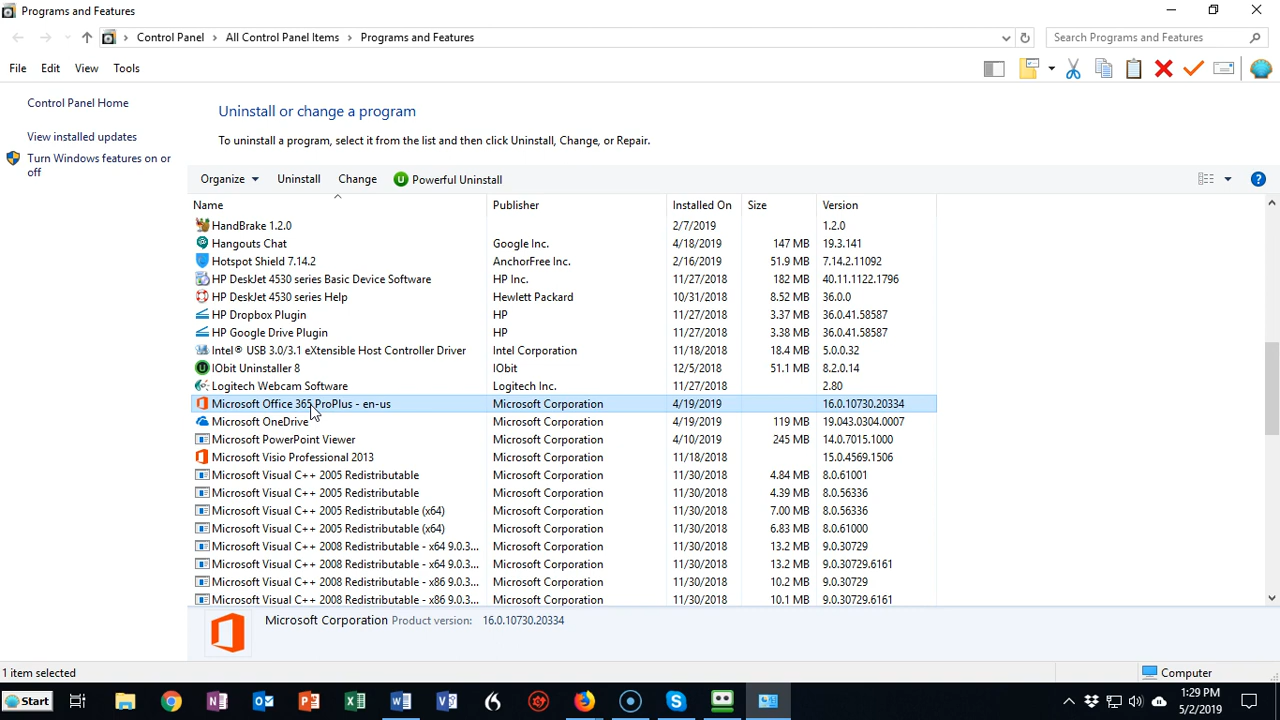 Programs and Features
Control Panel > All Control Panel Items > Programs and Features
Search Programs and Features
File Edit View Tools
Control Panel Home
View installed updates
Turn Windows features on or
off
Uninstall or change a program
To uninstall a program, select it from the list and then click Uninstall, Change, or Repair.
Organize Uninstall Change Powerful Uninstall
Name Publisher Installed On Size Version
HandBrake 1.2.0 2/7/2019 1.2.0
Hangouts Chat Google Inc. 4/18/2019 147 MB 19.3.141
Hotspot Shield 7.14.2 AnchorFree Inc. 2/16/2019 51.9 MB 7.14.2.11092
HP DeskJet 4530 series Basic Device Software HP Inc. 11/27/2018 182 MB 40.11.1122.1796
HP DeskJet 4530 series Help Hewlett Packard 10/31/2018 8.52 MB 36.0.0
HP Dropbox Plugin HP 11/27/2018 3.37 MB 36.0.41.58587
HP Google Drive Plugin HP 11/27/2018 3.38 MB 36.0.41.58587
Intel® USB 3.0/3.1 eXtensible Host Controller Driver Intel Corporation 11/18/2018 18.4 MB 5.0.0.32
IObit Uninstaller 8 IObit 12/5/2018 51.1 MB 8.2.0.14
Logitech Webcam Software Logitech Inc. 11/27/2018 2.80
Microsoft Office 365 ProPlus - en-us Microsoft Corporation 4/19/2019 16.0.10730.20334
Microsoft OneDrive Microsoft Corporation 4/19/2019 119 MB 19.043.0304.0007
Microsoft PowerPoint Viewer Microsoft Corporation 4/10/2019 245 MB 14.0.7015.1000
Microsoft Visio Professional 2013 Microsoft Corporation 11/18/2018 15.0.4569.1506
Microsoft Visual C++ 2005 Redistributable Microsoft Corporation 11/30/2018 4.84 MB 8.0.61001
Microsoft Visual C++ 2005 Redistributable Microsoft Corporation 11/30/2018 4.39 MB 8.0.56336
Microsoft Visual C++ 2005 Redistributable (x64) Microsoft Corporation 11/30/2018 7.00 MB 8.0.56336
Microsoft Visual C++ 2005 Redistributable (x64) Microsoft Corporation 11/30/2018 6.83 MB 8.0.61000
Microsoft Visual C++ 2008 Redistributable - x64 9.0.3... Microsoft Corporation 11/30/2018 13.2 MB 9.0.30729
Microsoft Visual C++ 2008 Redistributable - x64 9.0.3... Microsoft Corporation 11/30/2018 13.2 MB 9.0.30729.6161
Microsoft Visual C++ 2008 Redistributable - x86 9.0.3... Microsoft Corporation 11/30/2018 10.2 MB 9.0.30729
Microsoft Visual C++ 2008 Redistributable - x86 9.0.3... Microsoft Corporation 11/30/2018 10.1 MB 9.0.30729.6161
Microsoft Corporation Product version: 16.0.10730.20334
1 item selected Computer
Start
1:29 PM
5/2/2019